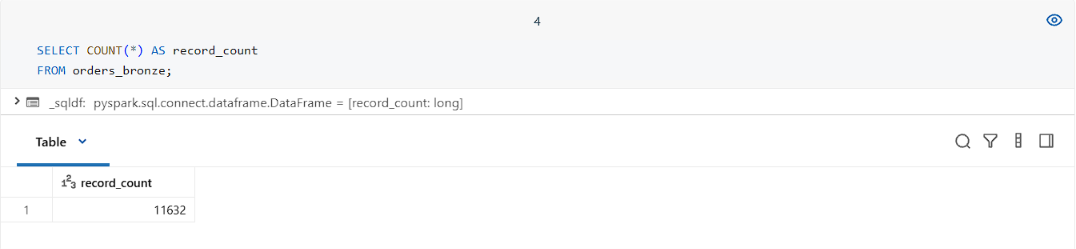 4
SELECT COUNT(*) AS record_count
FROM orders_bronze;
_sqldf: pyspark.sql.connect.dataframe.DataFrame = [record_count: long]
Table
123 record_count
1 11632